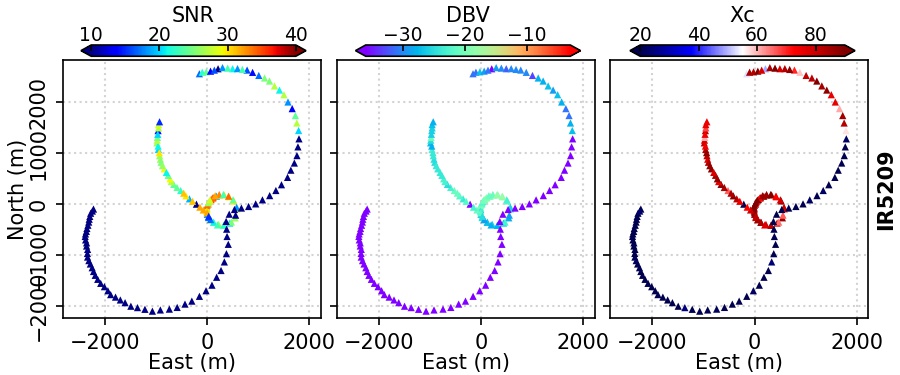 SNR DBV Xc
10 20 30 40 −30 −20 −10 20 40 60 80
North (m)
2000
1000
0
−1000
−2000
IR5209
−2000 0 2000 −2000 0 2000 −2000 0 2000
East (m) East (m) East (m)